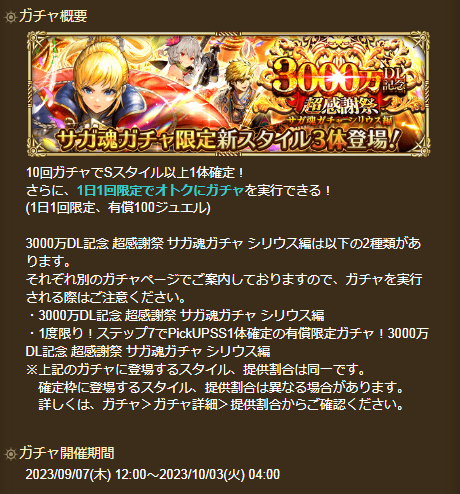 ガチャ概要
3000万DL記念
超感謝祭
サガ魂ガチャ シリウス編
サガ魂ガチャ限定新スタイル3体登場!
10回ガチャでSスタイル以上1体確定!
さらに、1日1回限定でオトクにガチャを実行できる!
(1日1回限定、有償100ジュエル)
3000万DL記念 超感謝祭 サガ魂ガチャ シリウス編は以下の2種類があ
ります。
それぞれ別のガチャページでご案内しておりますので、ガチャを実行
される際はご注意ください。
・3000万DL記念 超感謝祭 サガ魂ガチャ シリウス編
・1度限り!ステップ7でPickUPSS1体確定の有償限定ガチャ!3000万
DL記念 超感謝祭 サガ魂ガチャ シリウス編
※上記のガチャに登場するスタイル、提供割合は同一です。
確定枠に登場するスタイル、提供割合は異なる場合があります。
詳しくは、ガチャ＞ガチャ詳細＞提供割合からご確認ください。
ガチャ開催期間
2023/09/07(木) 12:00～2023/10/03(火) 04:00